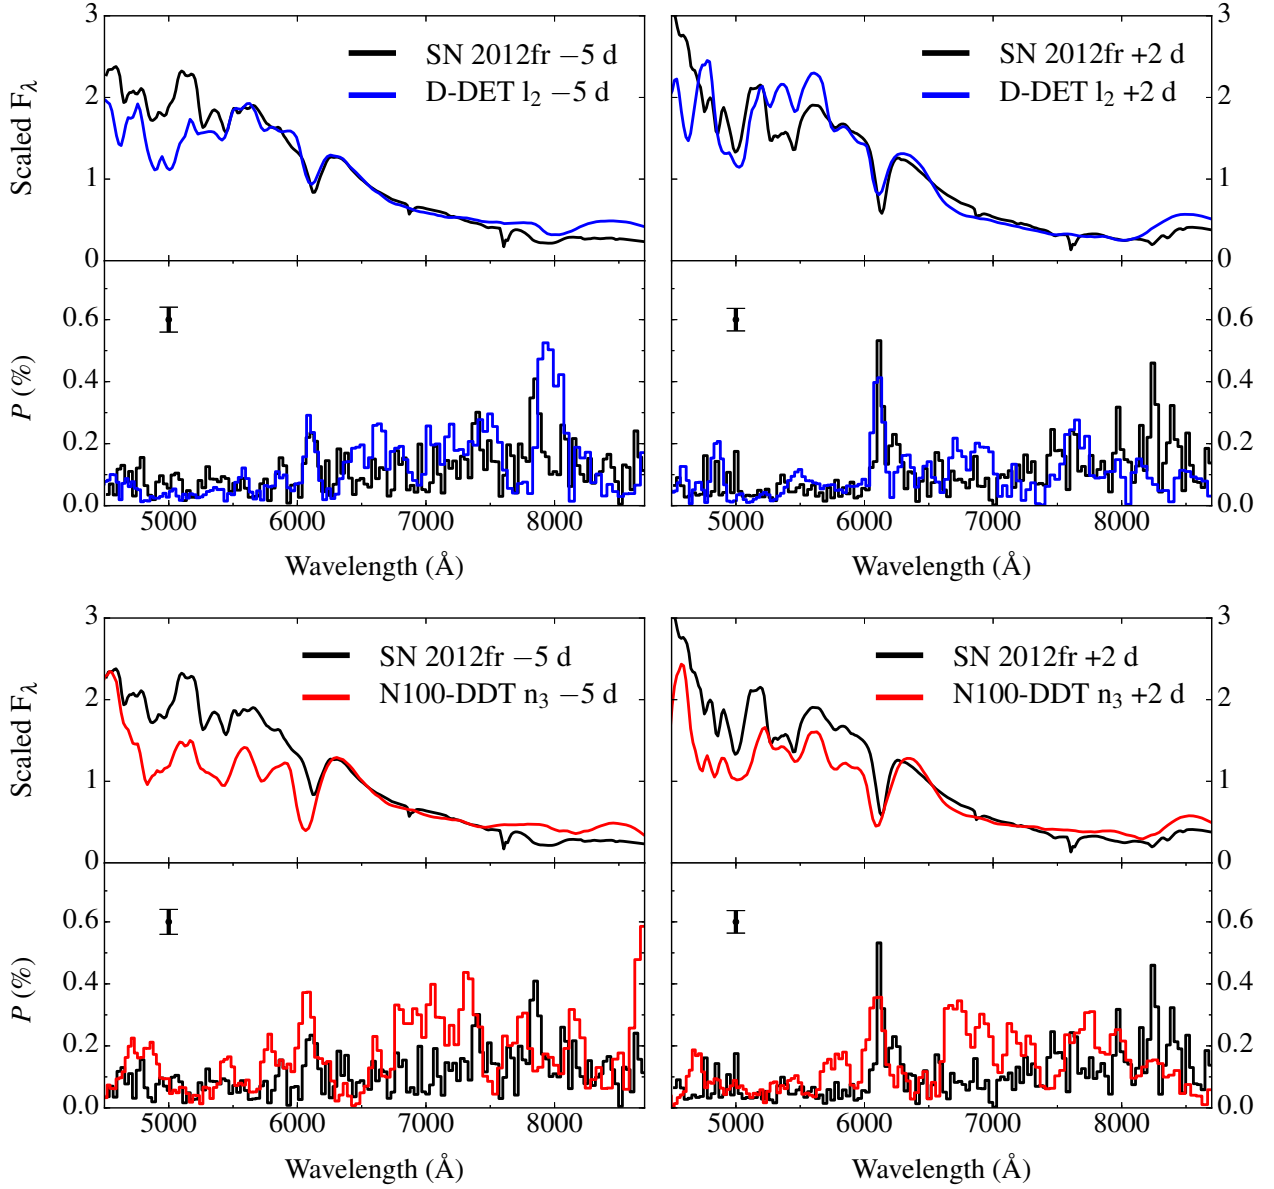 3
2
1
0
Scaled F_λ
SN 2012fr −5 d
D-DET l_2 −5 d
SN 2012fr +2 d
D-DET l_2 +2 d
3
2
1
0
0.6
0.4
0.2
0.0
P (%)
0.6
0.4
0.2
0.0
5000 6000 7000 8000
5000 6000 7000 8000
Wavelength (Å)
Wavelength (Å)
3
2
1
0
Scaled F_λ
SN 2012fr −5 d
N100-DDT n_3 −5 d
SN 2012fr +2 d
N100-DDT n_3 +2 d
3
2
1
0
0.6
0.4
0.2
0.0
P (%)
0.6
0.4
0.2
0.0
5000 6000 7000 8000
5000 6000 7000 8000
Wavelength (Å)
Wavelength (Å)